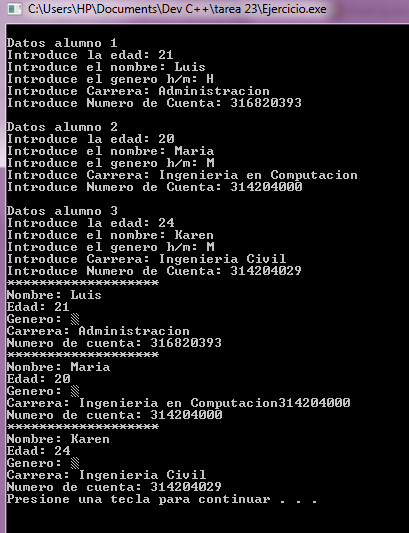 C:\Users\HP\Documents\Dev C++\tarea 23\Ejercicio.exe
Datos alumno 1
Introduce la edad: 21
Introduce el nombre: Luis
Introduce el genero h/m: H
Introduce Carrera: Administracion
Introduce Numero de Cuenta: 316820393
Datos alumno 2
Introduce la edad: 20
Introduce el nombre: Maria
Introduce el genero h/m: M
Introduce Carrera: Ingenieria en Computacion
Introduce Numero de Cuenta: 314204000
Datos alumno 3
Introduce la edad: 24
Introduce el nombre: Karen
Introduce el genero h/m: M
Introduce Carrera: Ingenieria Civil
Introduce Numero de Cuenta: 314204029
*******************
Nombre: Luis
Edad: 21
Genero: ▒
Carrera: Administracion
Numero de cuenta: 316820393
*******************
Nombre: Maria
Edad: 20
Genero: ▒
Carrera: Ingenieria en Computacion314204000
Numero de cuenta: 314204000
*******************
Nombre: Karen
Edad: 24
Genero: ▒
Carrera: Ingenieria Civil
Numero de cuenta: 314204029
Presione una tecla para continuar . . .